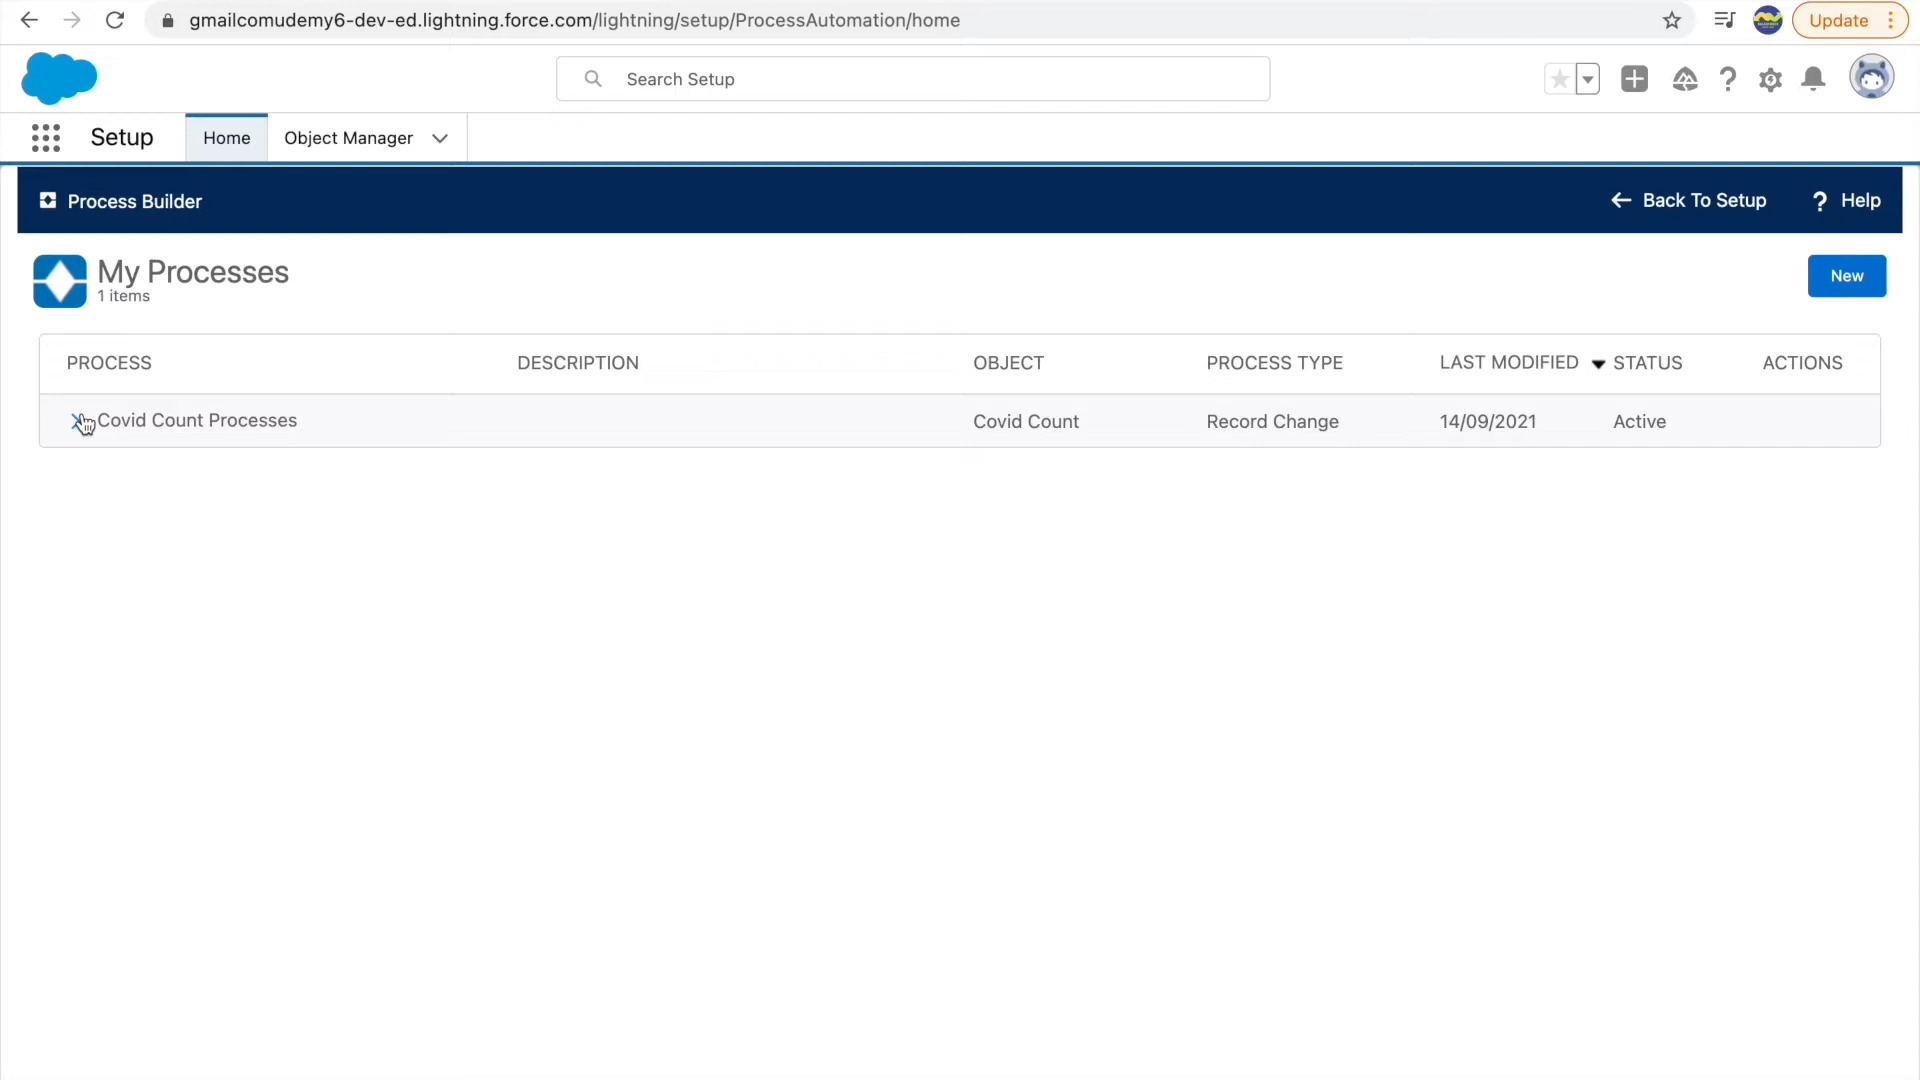 gmailcomudemy6-dev-ed.lightning.force.com/lightning/setup/ProcessAutomation/home
Update
Search Setup
Setup
Home
Object Manager
Process Builder
Back To Setup
? Help
My Processes
1 items
New
PROCESS DESCRIPTION OBJECT PROCESS TYPE LAST MODIFIED STATUS ACTIONS
Covid Count Processes Covid Count Record Change 14/09/2021 Active